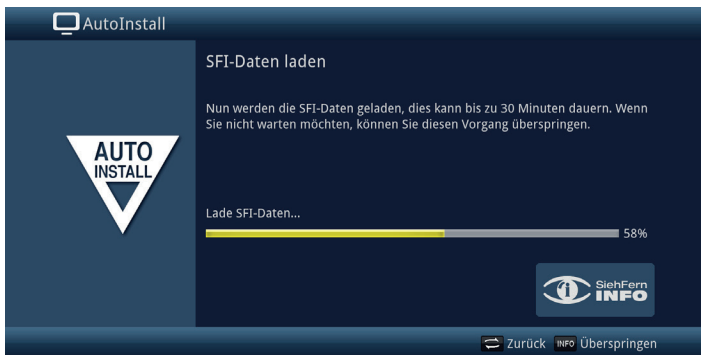 AutoInstall
SFI-Daten laden
Nun werden die SFI-Daten geladen, dies kann bis zu 30 Minuten dauern. Wenn
Sie nicht warten möchten, können Sie diesen Vorgang überspringen.
AUTO
INSTALL
Lade SFI-Daten...
58%
SiehFern
INFO
Zurück INFO Überspringen